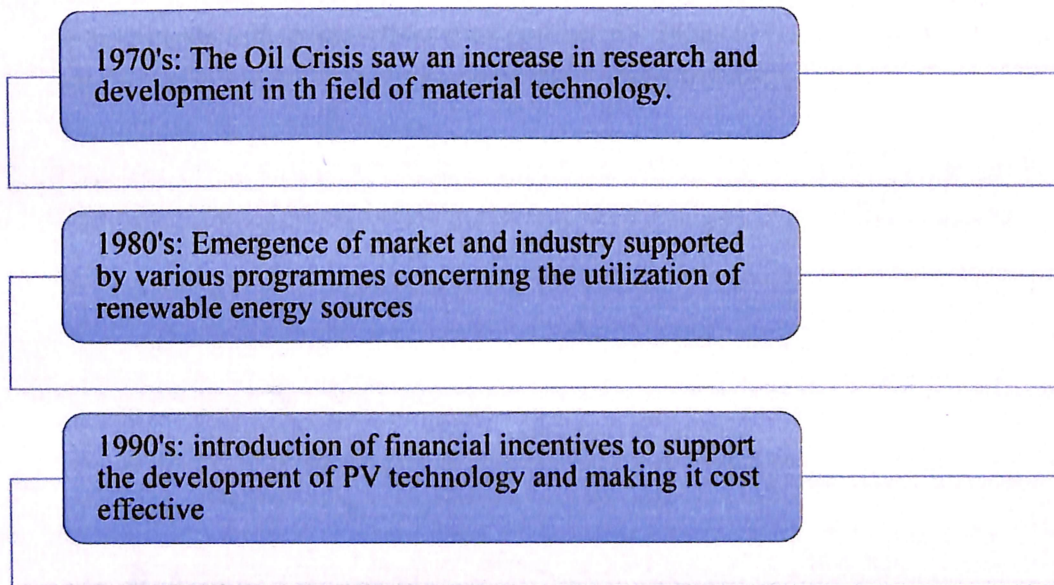 1970's: The Oil Crisis saw an increase in research and
development in th field of material technology.
1980's: Emergence of market and industry supported
by various programmes concerning the utilization of
renewable energy sources
1990's: introduction of financial incentives to support
the development of PV technology and making it cost
effective